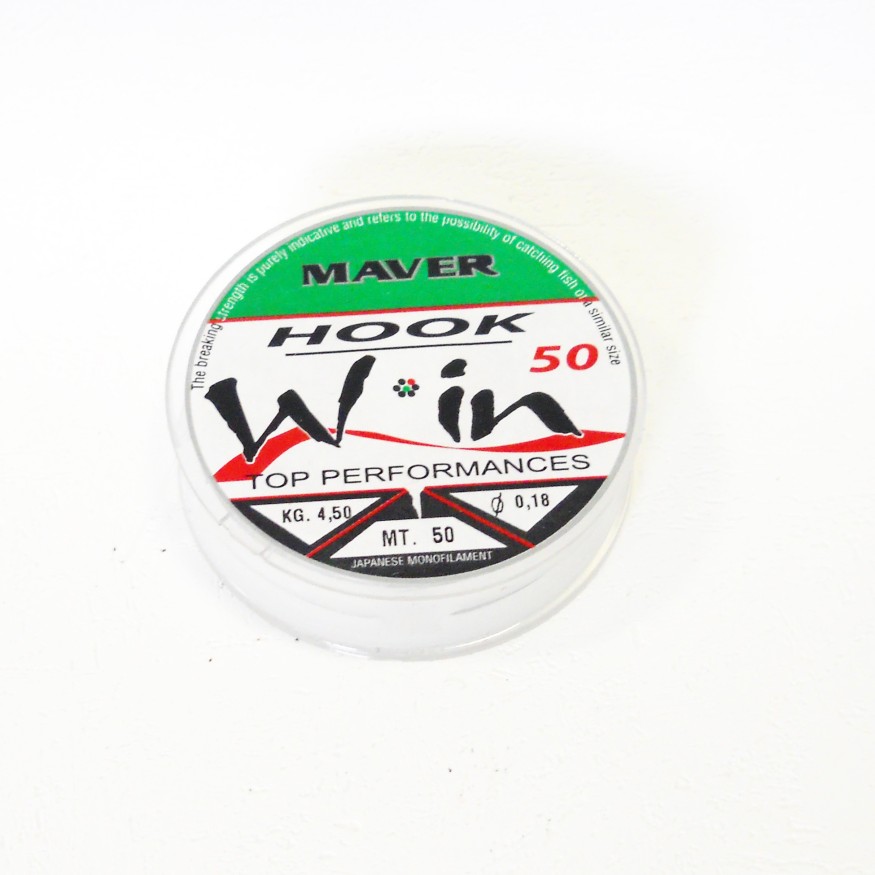 The breaking strength is purely indicative and refers to the possibility of catching fish of a similar size
MAVER
HOOK
50
W in
TOP PERFORMANCES
KG. 4,50
MT. 50
Ø 0,18
JAPANESE MONOFILAMENT